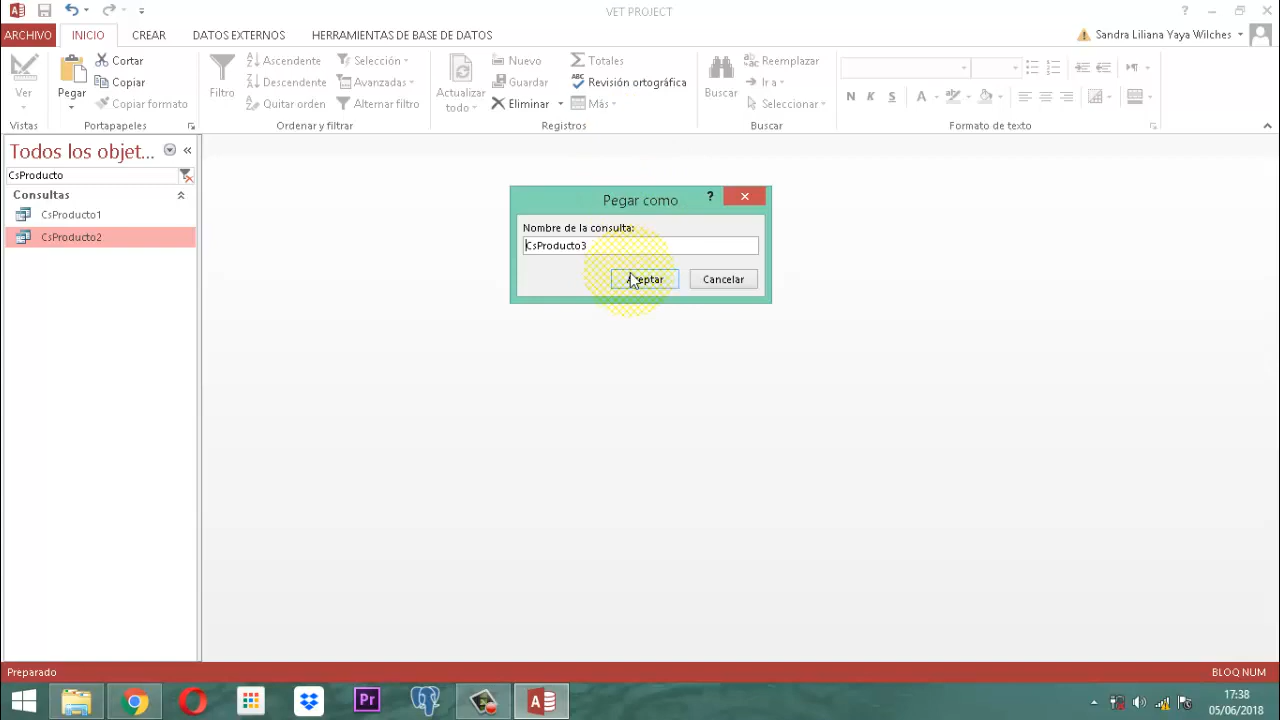 VET PROJECT
?
ARCHIVO INICIO CREAR DATOS EXTERNOS HERRAMIENTAS DE BASE DE DATOS Sandra Liliana Yaya Wilches
Ver
Pegar
Cortar
Copiar
Copiar formato
Filtro
Ascendente
Descendente
Quitar orden
Selección
Avanzadas
Alternar filtro
Actualizar
todo
Nuevo
Guardar
Eliminar
Totales
Revisión ortográfica
Más
Buscar
Reemplazar
Ir a
Seleccionar
N K S A
Vistas Portapapeles Ordenar y filtrar Registros Buscar Formato de texto
Todos los objet...
CsProducto
Consultas
CsProducto1
CsProducto2
Pegar como ?
Nombre de la consulta:
CsProducto3
Aceptar Cancelar
Preparado BLOQ NUM
Pr
17:38
05/06/2018